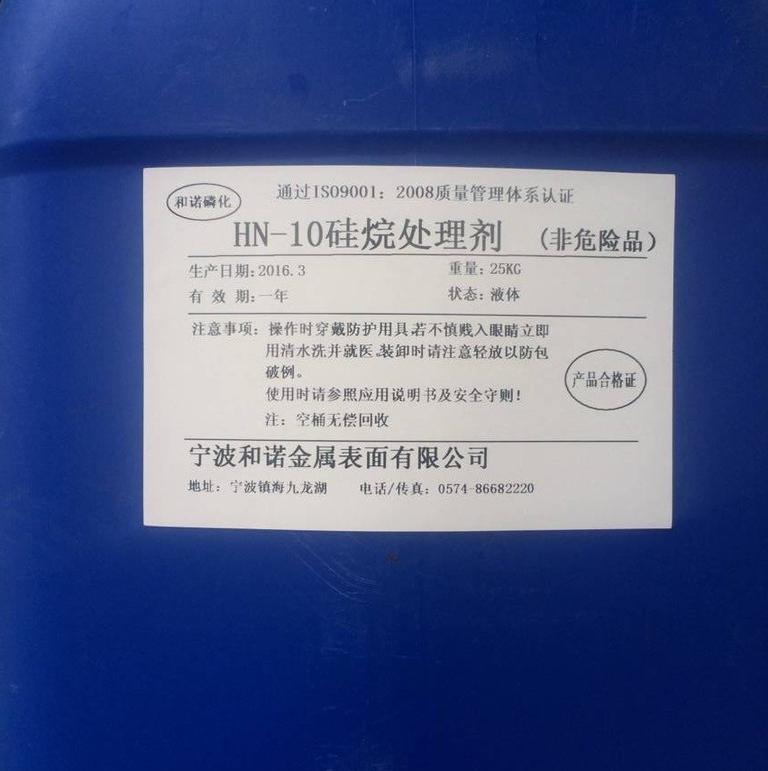 和诺磷化
通过ISO9001：2008质量管理体系认证
HN-10硅烷处理剂 (非危险品)
生产日期:2016.3 重量:25KG
有 效 期:一年 状态:液体
注意事项: 操作时穿戴防护用具,若不慎贱入眼睛立即
用清水洗并就医。装卸时请注意轻放以防包
破例。
产品合格证
使用时请参照应用说明书及安全守则!
注: 空桶无偿回收
宁波和诺金属表面有限公司
地址: 宁波镇海九龙湖 电话/传真: 0574-86682220